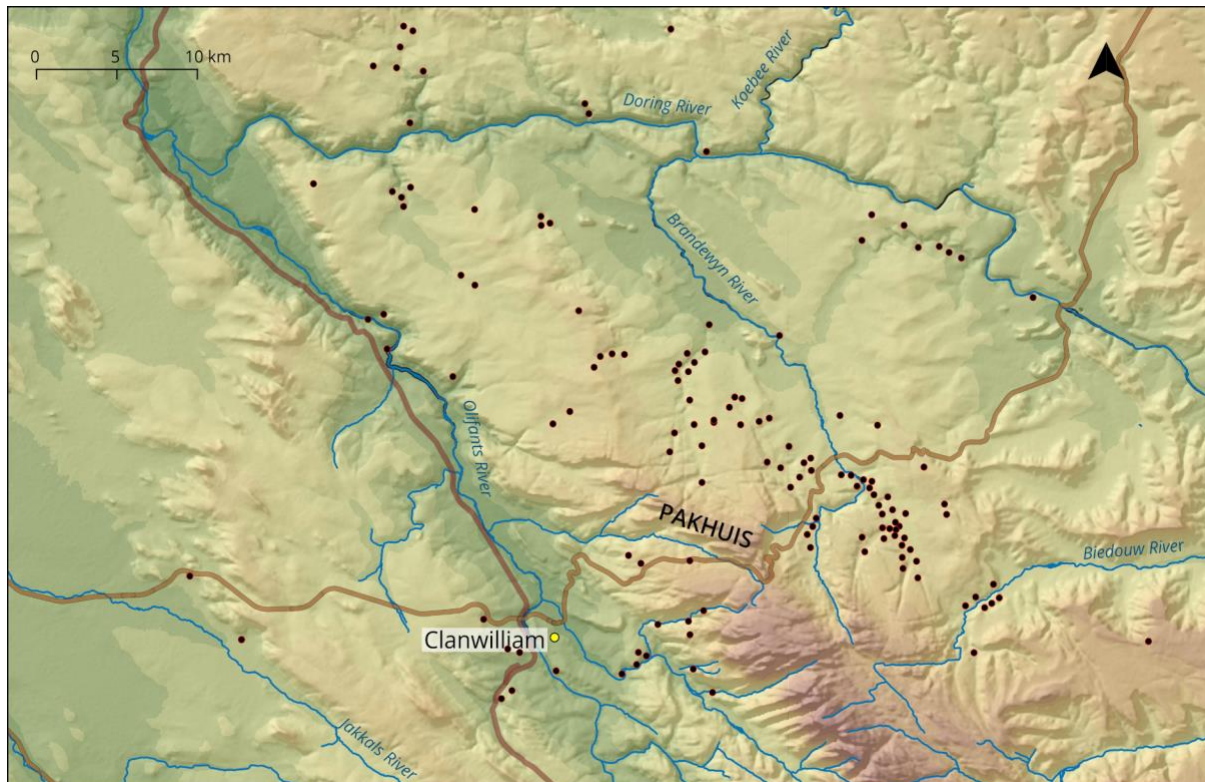 0 5 10 km
Doring River
Koebee River
Brandewyn River
Olifants River
PAKHUIS
Biedouw River
Clanwilliam
Jakkals River